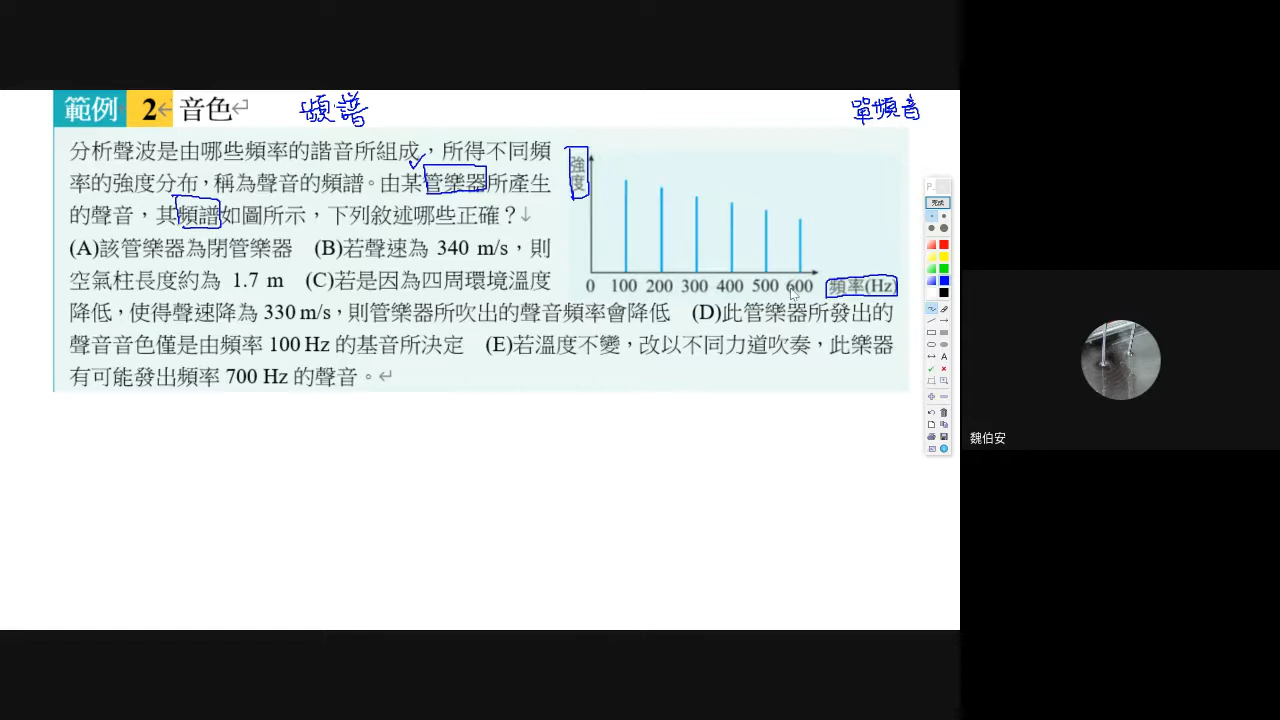 範例 2 音色 頻譜 單頻音
分析聲波是由哪些頻率的諧音所組成，所得不同頻
率的強度分布，稱為聲音的頻譜。由某管樂器所產生
的聲音，其頻譜如圖所示，下列敘述哪些正確？
(A)該管樂器為閉管樂器 (B)若聲速為 340 m/s，則
空氣柱長度約為 1.7 m (C)若是因為四周環境溫度
降低，使得聲速降為 330 m/s，則管樂器所吹出的聲音頻率會降低 (D)此管樂器所發出的
聲音音色僅是由頻率 100 Hz 的基音所決定 (E)若溫度不變，改以不同力道吹奏，此樂器
有可能發出頻率 700 Hz 的聲音。
強度
0 100 200 300 400 500 600 頻率(Hz)
完成
A
魏伯安